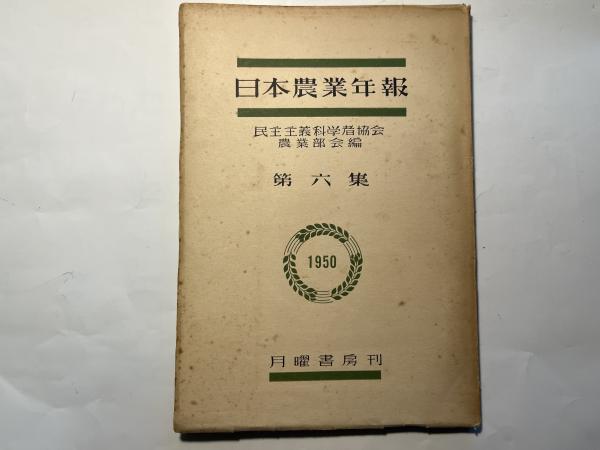 日本農業年報
民主主義科学者協会
農業部会編
第六集
1950
月曜書房刊